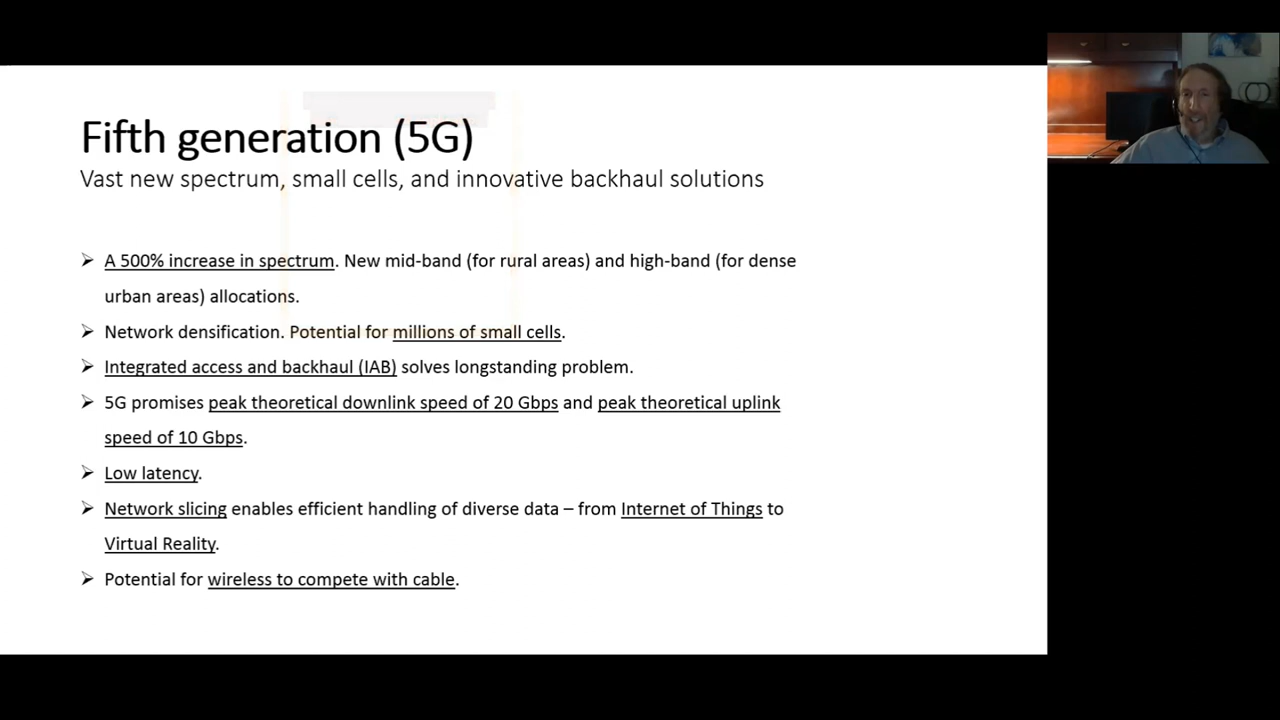 Fifth generation (5G)
Vast new spectrum, small cells, and innovative backhaul solutions
➢ A 500% increase in spectrum. New mid-band (for rural areas) and high-band (for dense
urban areas) allocations.
➢ Network densification. Potential for millions of small cells.
➢ Integrated access and backhaul (IAB) solves longstanding problem.
➢ 5G promises peak theoretical downlink speed of 20 Gbps and peak theoretical uplink
speed of 10 Gbps.
➢ Low latency.
➢ Network slicing enables efficient handling of diverse data – from Internet of Things to
Virtual Reality.
➢ Potential for wireless to compete with cable.